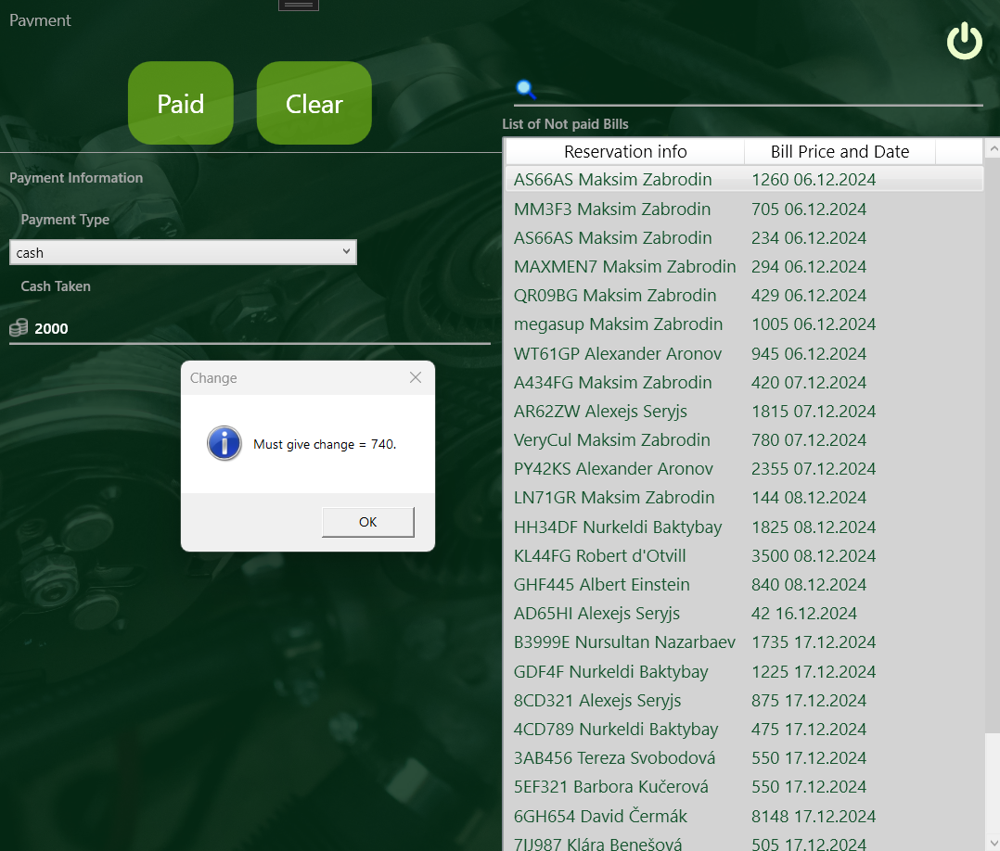 Payment
Paid
Clear
Payment Information
Payment Type
cash
Cash Taken
2000
Change
Must give change = 740.
OK
List of Not paid Bills
Reservation info Bill Price and Date
AS66AS Maksim Zabrodin 1260 06.12.2024
MM3F3 Maksim Zabrodin 705 06.12.2024
AS66AS Maksim Zabrodin 234 06.12.2024
MAXMEN7 Maksim Zabrodin 294 06.12.2024
QR09BG Maksim Zabrodin 429 06.12.2024
megasup Maksim Zabrodin 1005 06.12.2024
WT61GP Alexander Aronov 945 06.12.2024
A434FG Maksim Zabrodin 420 07.12.2024
AR62ZW Alexejs Seryjs 1815 07.12.2024
VeryCul Maksim Zabrodin 780 07.12.2024
PY42KS Alexander Aronov 2355 07.12.2024
LN71GR Maksim Zabrodin 144 08.12.2024
HH34DF Nurkeldi Baktybay 1825 08.12.2024
KL44FG Robert d'Otvill 3500 08.12.2024
GHF445 Albert Einstein 840 08.12.2024
AD65HI Alexejs Seryjs 42 16.12.2024
B3999E Nursultan Nazarbaev 1735 17.12.2024
GDF4F Nurkeldi Baktybay 1225 17.12.2024
8CD321 Alexejs Seryjs 875 17.12.2024
4CD789 Nurkeldi Baktybay 475 17.12.2024
3AB456 Tereza Svobodová 550 17.12.2024
5EF321 Barbora Kučerová 550 17.12.2024
6GH654 David Čermák 8148 17.12.2024
7IJ987 Klára Benešová 505 17.12.2024